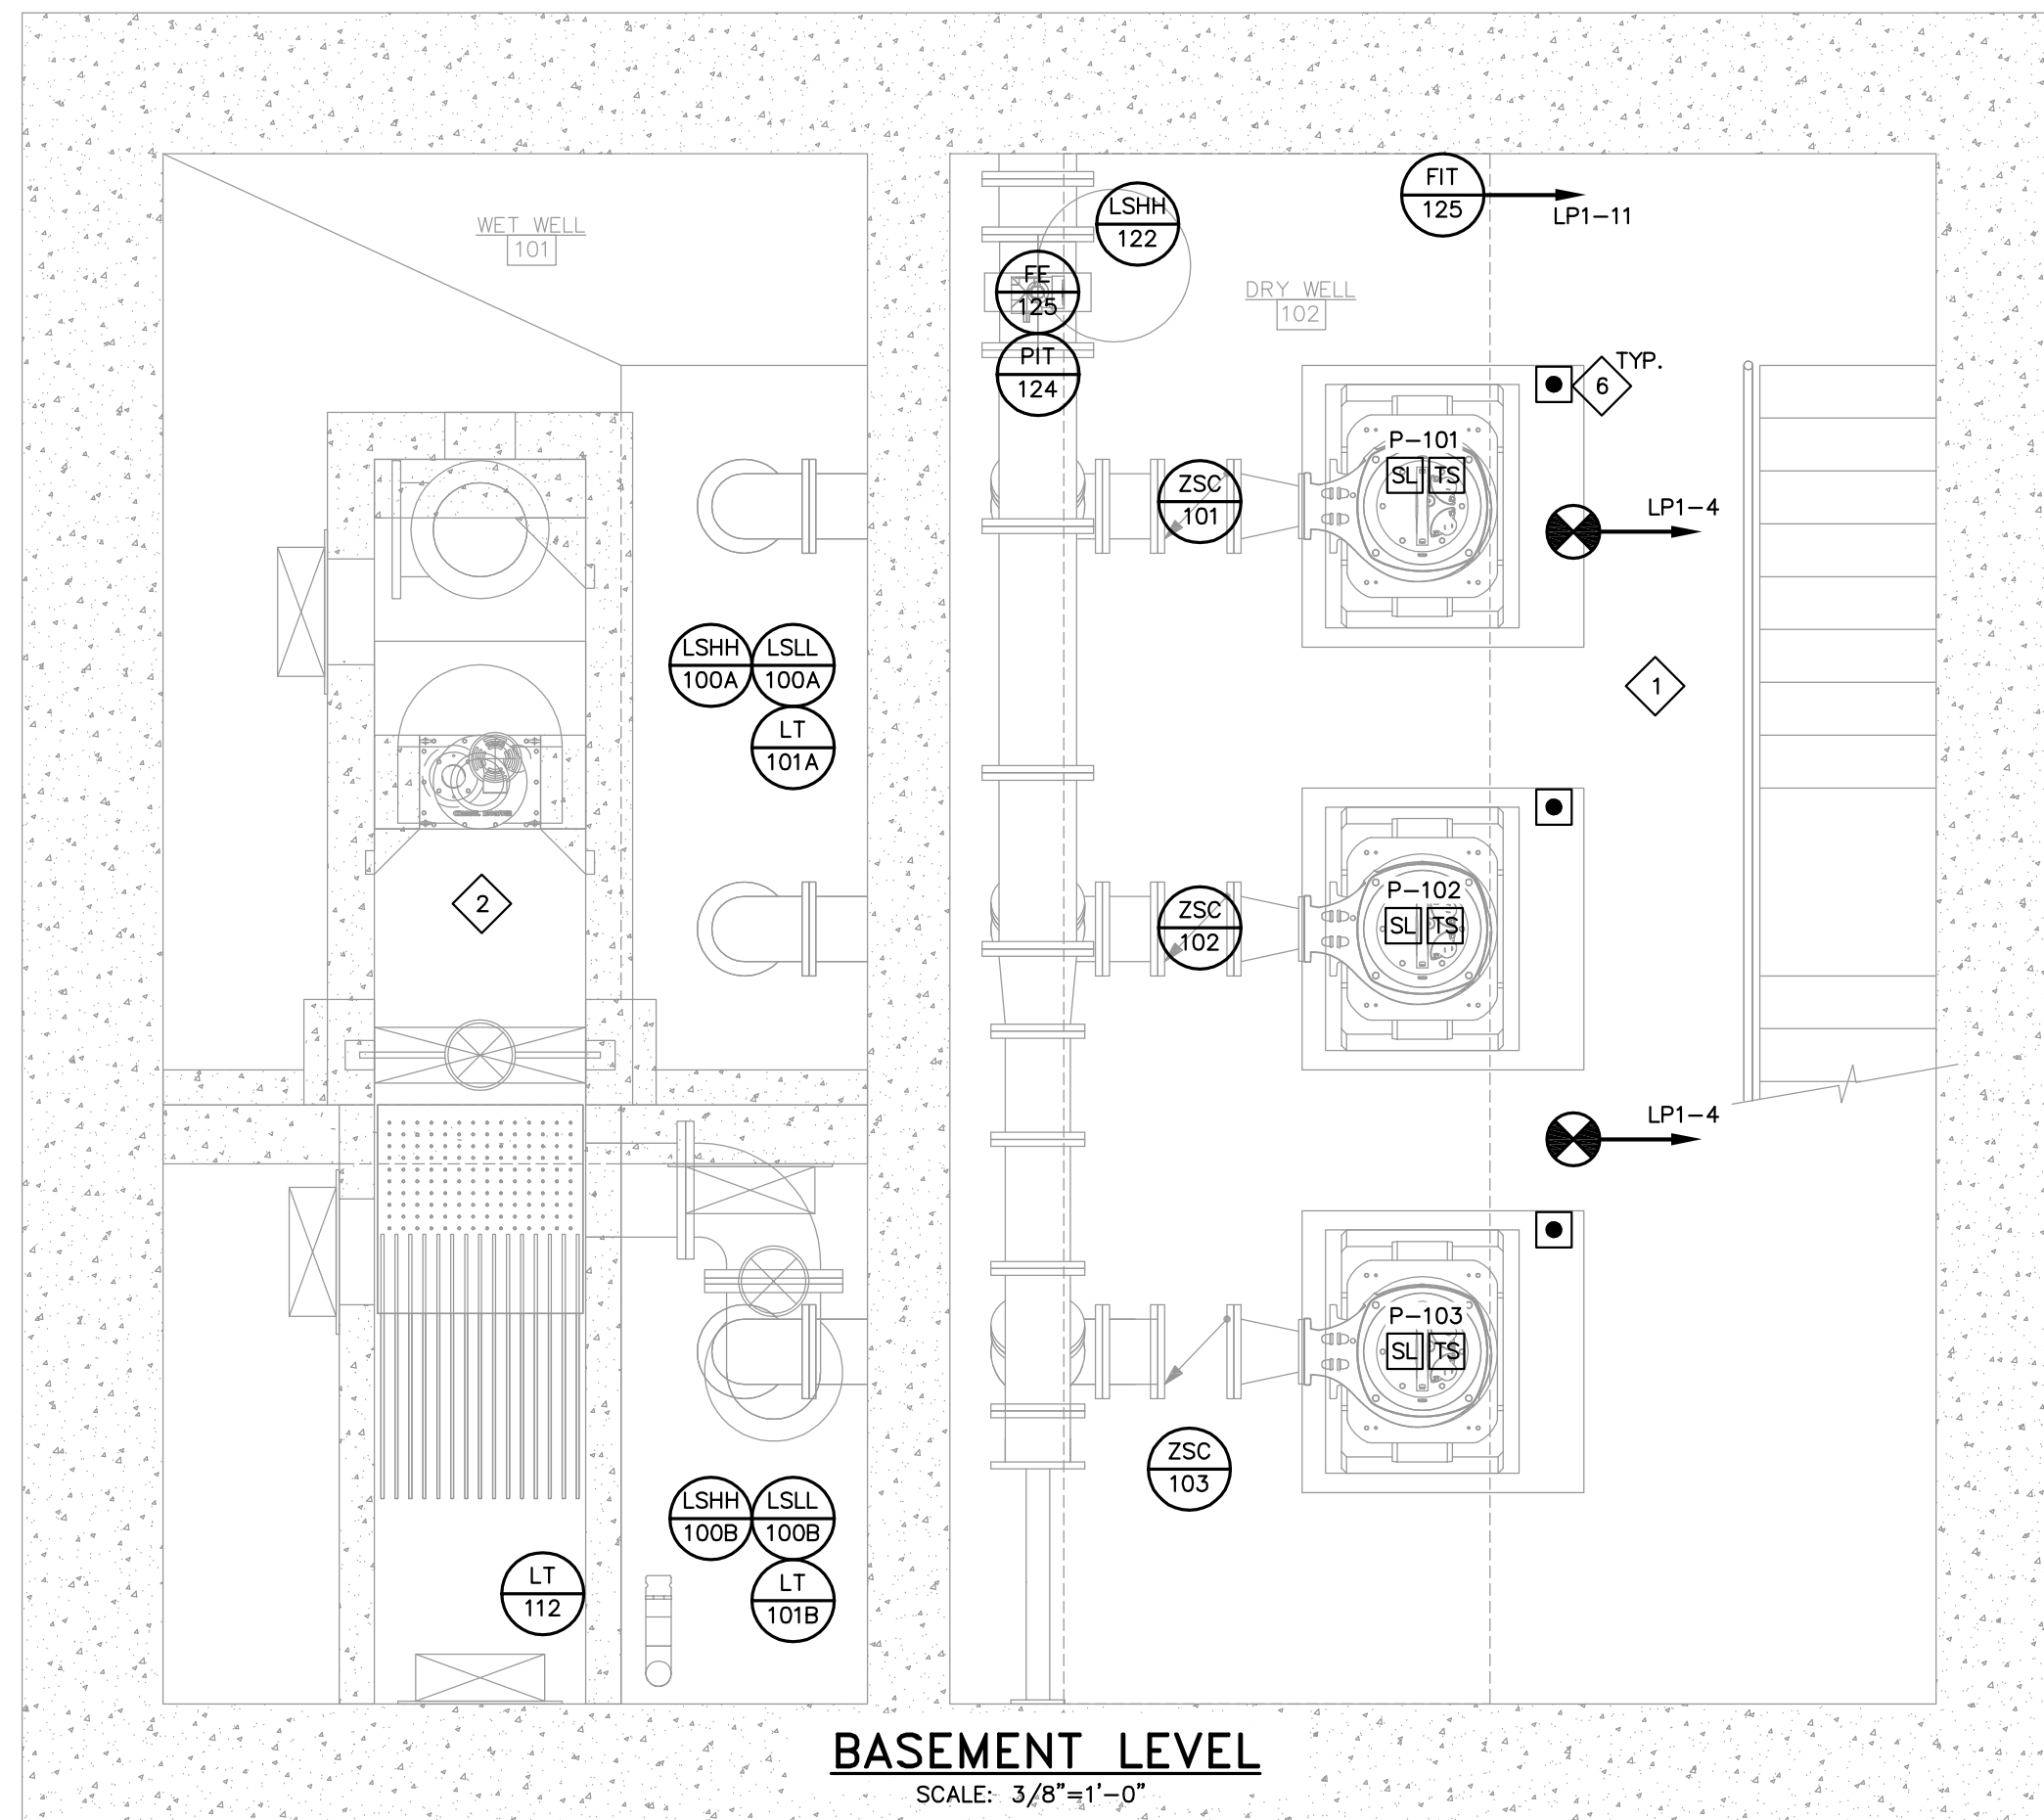 WET WELL
101
LSHH
122
FIT
125
LP1-11
FE
125
DRY WELL
102
PIT
124
TYP.
6
P-101
SL TS
ZSC
101
LP1-4
LSHH
100A
LSLL
100A
LT
101A
1
2
P-102
SL TS
ZSC
102
LP1-4
P-103
SL TS
ZSC
103
LSHH
100B
LSLL
100B
LT
101B
LT
112
BASEMENT LEVEL
SCALE: 3/8"=1'-0"